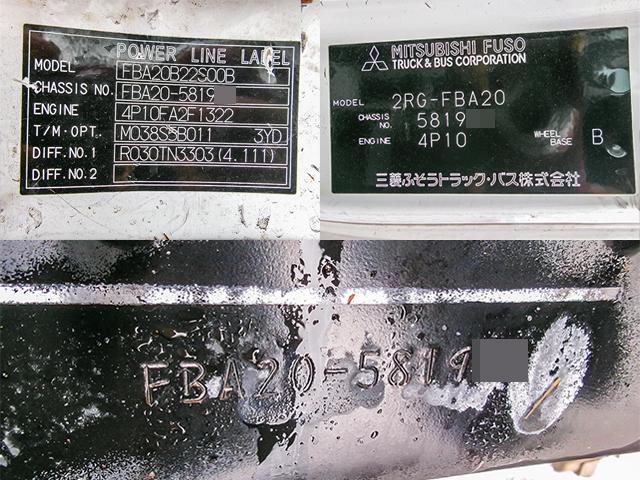 POWER LINE LABEL
MODEL FBA20B22S00B
CHASSIS NO. FBA20-5819
ENGINE 4P10FA2F1322
T/M·OPT. M038S5B011 3YD
DIFF.NO.1 R030TN3303(4.111)
DIFF.NO.2
MITSUBISHI FUSO
TRUCK & BUS CORPORATION
MODEL 2RG-FBA20
CHASSIS NO. 5819
ENGINE 4P10 WHEEL BASE B
三菱ふそうトラック・バス株式会社
FBA20-5819